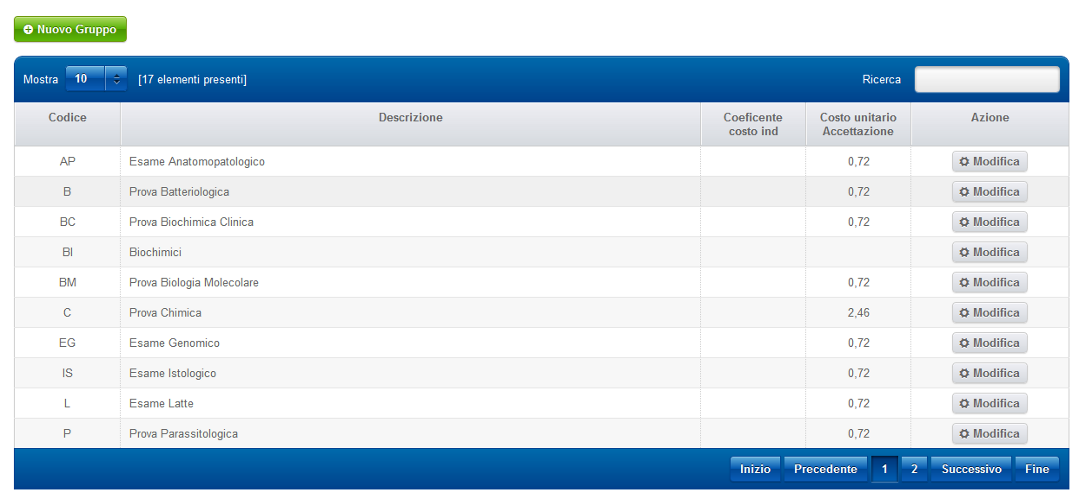 Nuovo Gruppo
Mostra 10 [17 elementi presenti] Ricerca
Codice Descrizione Coeficente costo ind Costo unitario Accettazione Azione
AP Esame Anatomopatologico 0,72 Modifica
B Prova Batteriologica 0,72 Modifica
BC Prova Biochimica Clinica 0,72 Modifica
BI Biochimici Modifica
BM Prova Biologia Molecolare 0,72 Modifica
C Prova Chimica 2,46 Modifica
EG Esame Genomico 0,72 Modifica
IS Esame Istologico 0,72 Modifica
L Esame Latte 0,72 Modifica
P Prova Parassitologica 0,72 Modifica
Inizio Precedente 1 2 Successivo Fine